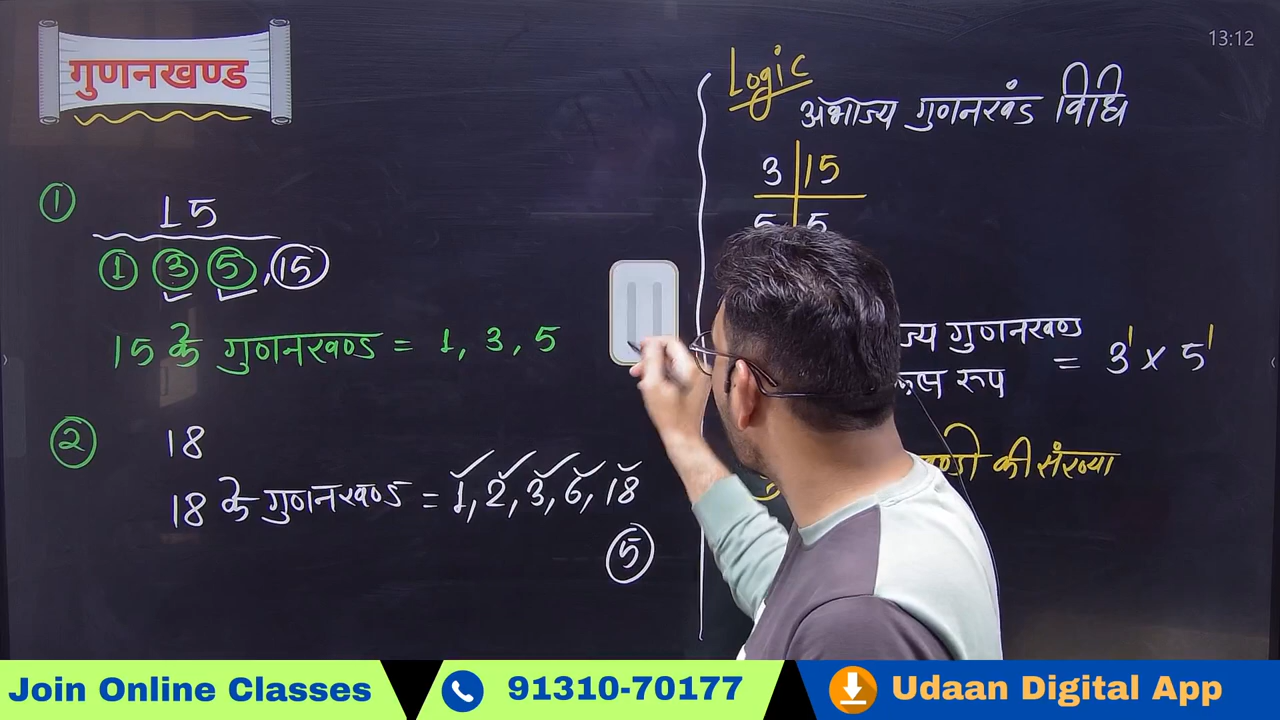 गुणनखण्ड
13:12
① 15
① ③ ⑤, ⑮
15 के गुणनखण्ड = 1, 3, 5
② 18
18 के गुणनखण्ड = 1, 2, 3, 6, 18
⑤
Logic
अभाज्य गुणनखंड विधि
3 | 15
5 | 5
गुणनखण्ड
रूप = 3¹ × 5¹
की संख्या
Join Online Classes
91310-70177
Udaan Digital App